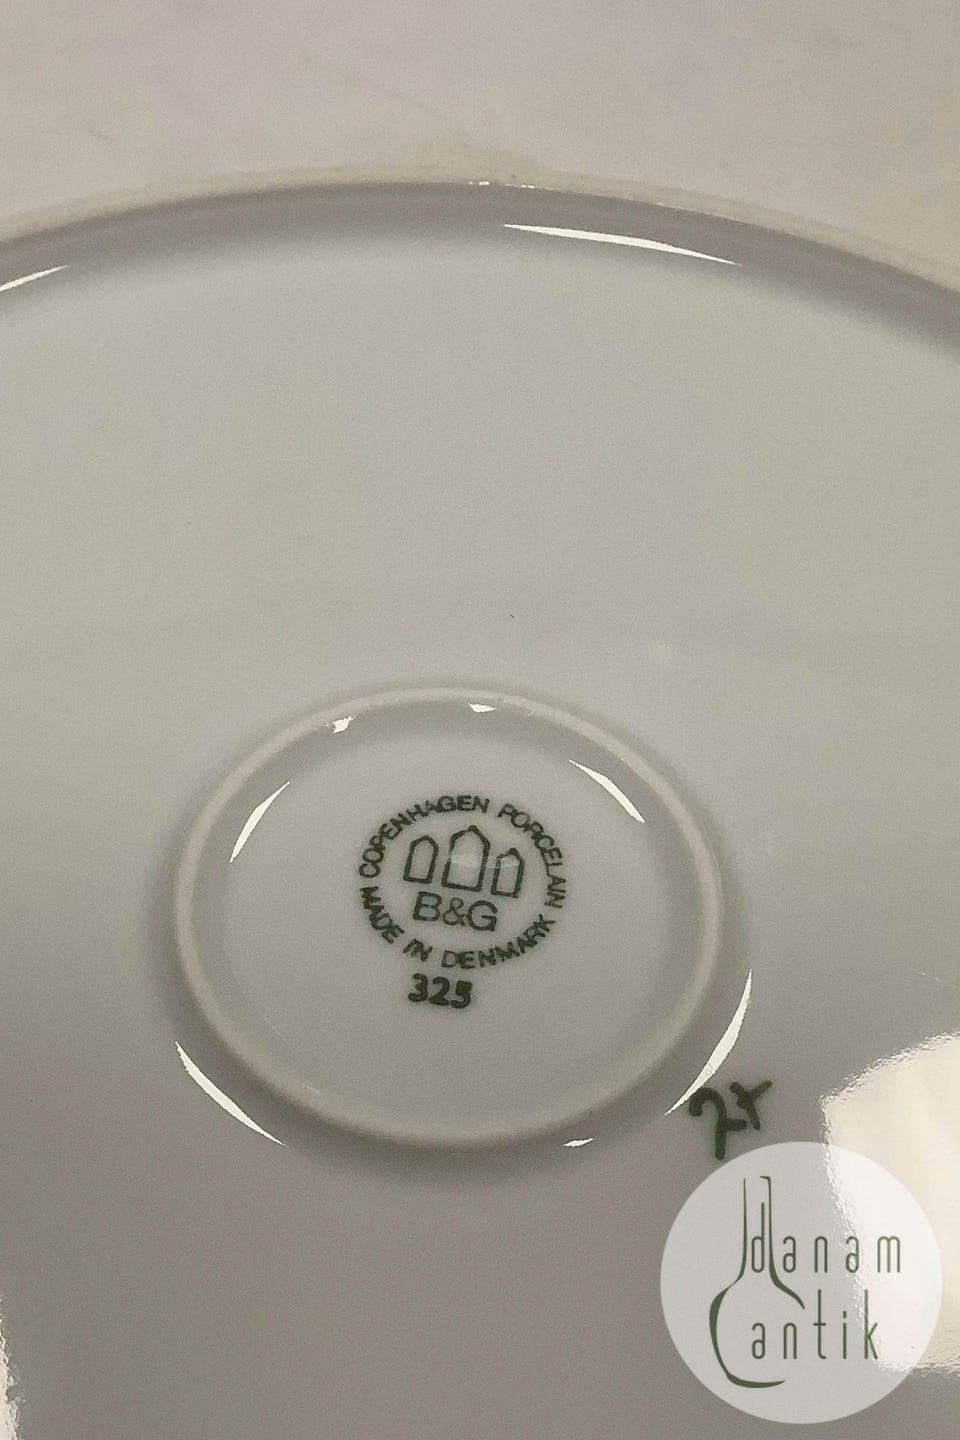 COPENHAGEN PORCELAIN
B&G
MADE IN DENMARK
325
danam
antik